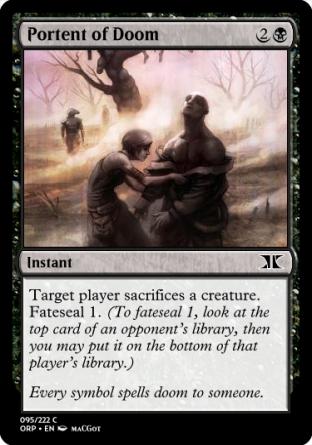 Portent of Doom 2
Instant
Target player sacrifices a creature.
Fateseal 1. (To fateseal 1, look at the
top card of an opponent's library, then
you may put it on the bottom of that
player's library.)
Every symbol spells doom to someone.
095/222 C
ORP • EN MACGOT